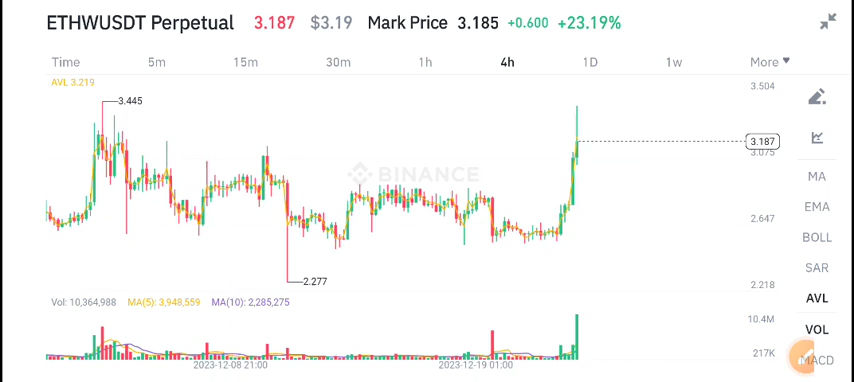 ETHWUSDT Perpetual 3.187 $3.19 Mark Price 3.185 +0.600 +23.19%
Time 5m 15m 30m 1h 4h 1D 1w More
AVL 3.219
3.504
3.445
BINANCE
3.187
3.075
MA
EMA
2.647
BOLL
SAR
2.277
2.218
AVL
Vol: 10,364,988 MA(5): 3,948,559 MA(10): 2,285,275
10.4M
VOL
217K
MACD
2023-12-08 21:00 2023-12-19 01:00